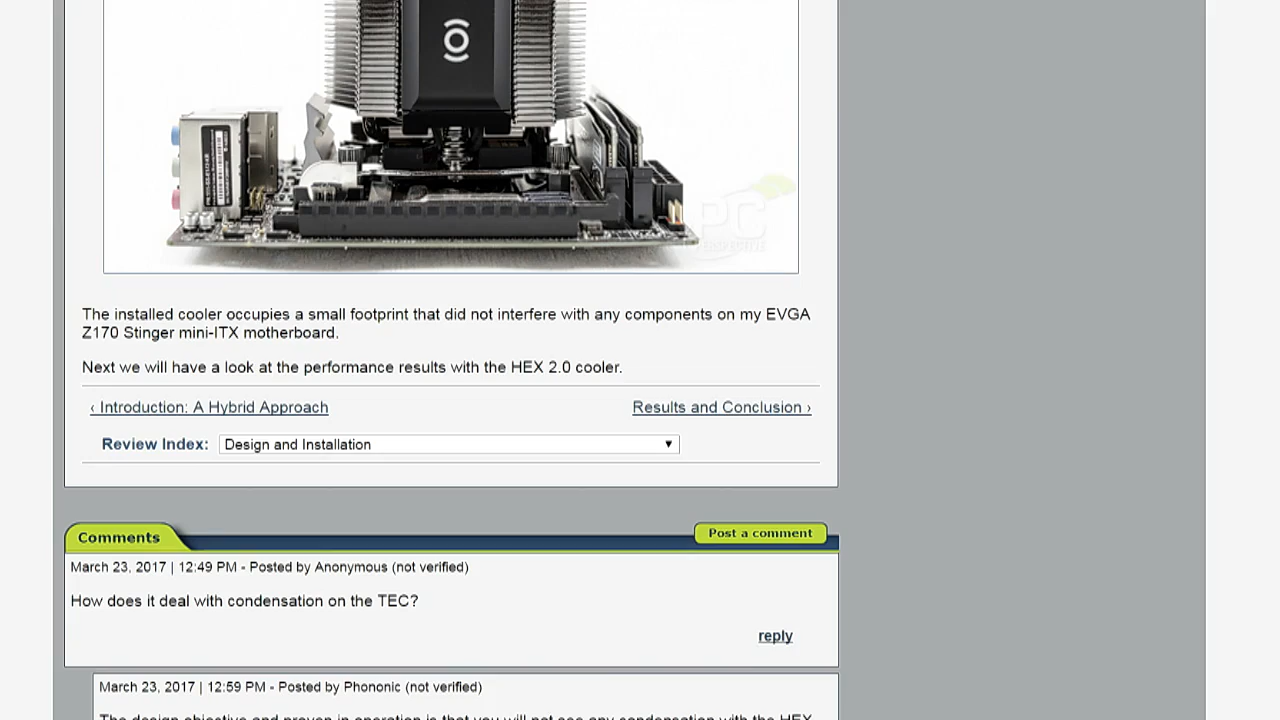 PC
PERSPECTIVE
The installed cooler occupies a small footprint that did not interfere with any components on my EVGA
Z170 Stinger mini-ITX motherboard.
Next we will have a look at the performance results with the HEX 2.0 cooler.
‹ Introduction: A Hybrid Approach
Results and Conclusion ›
Review Index:
Design and Installation
Comments
Post a comment
March 23, 2017 | 12:49 PM - Posted by Anonymous (not verified)
How does it deal with condensation on the TEC?
reply
March 23, 2017 | 12:59 PM - Posted by Phononic (not verified)
The design objective and proven in operation is that you will not see any condensation with the HEX